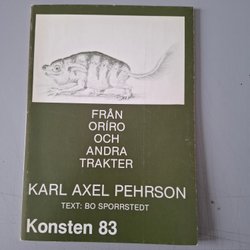 FRÅN
ORÍRO
OCH
ANDRA
TRAKTER
KARL AXEL PEHRSON
TEXT: BO SPORRSTEDT
Konsten 83